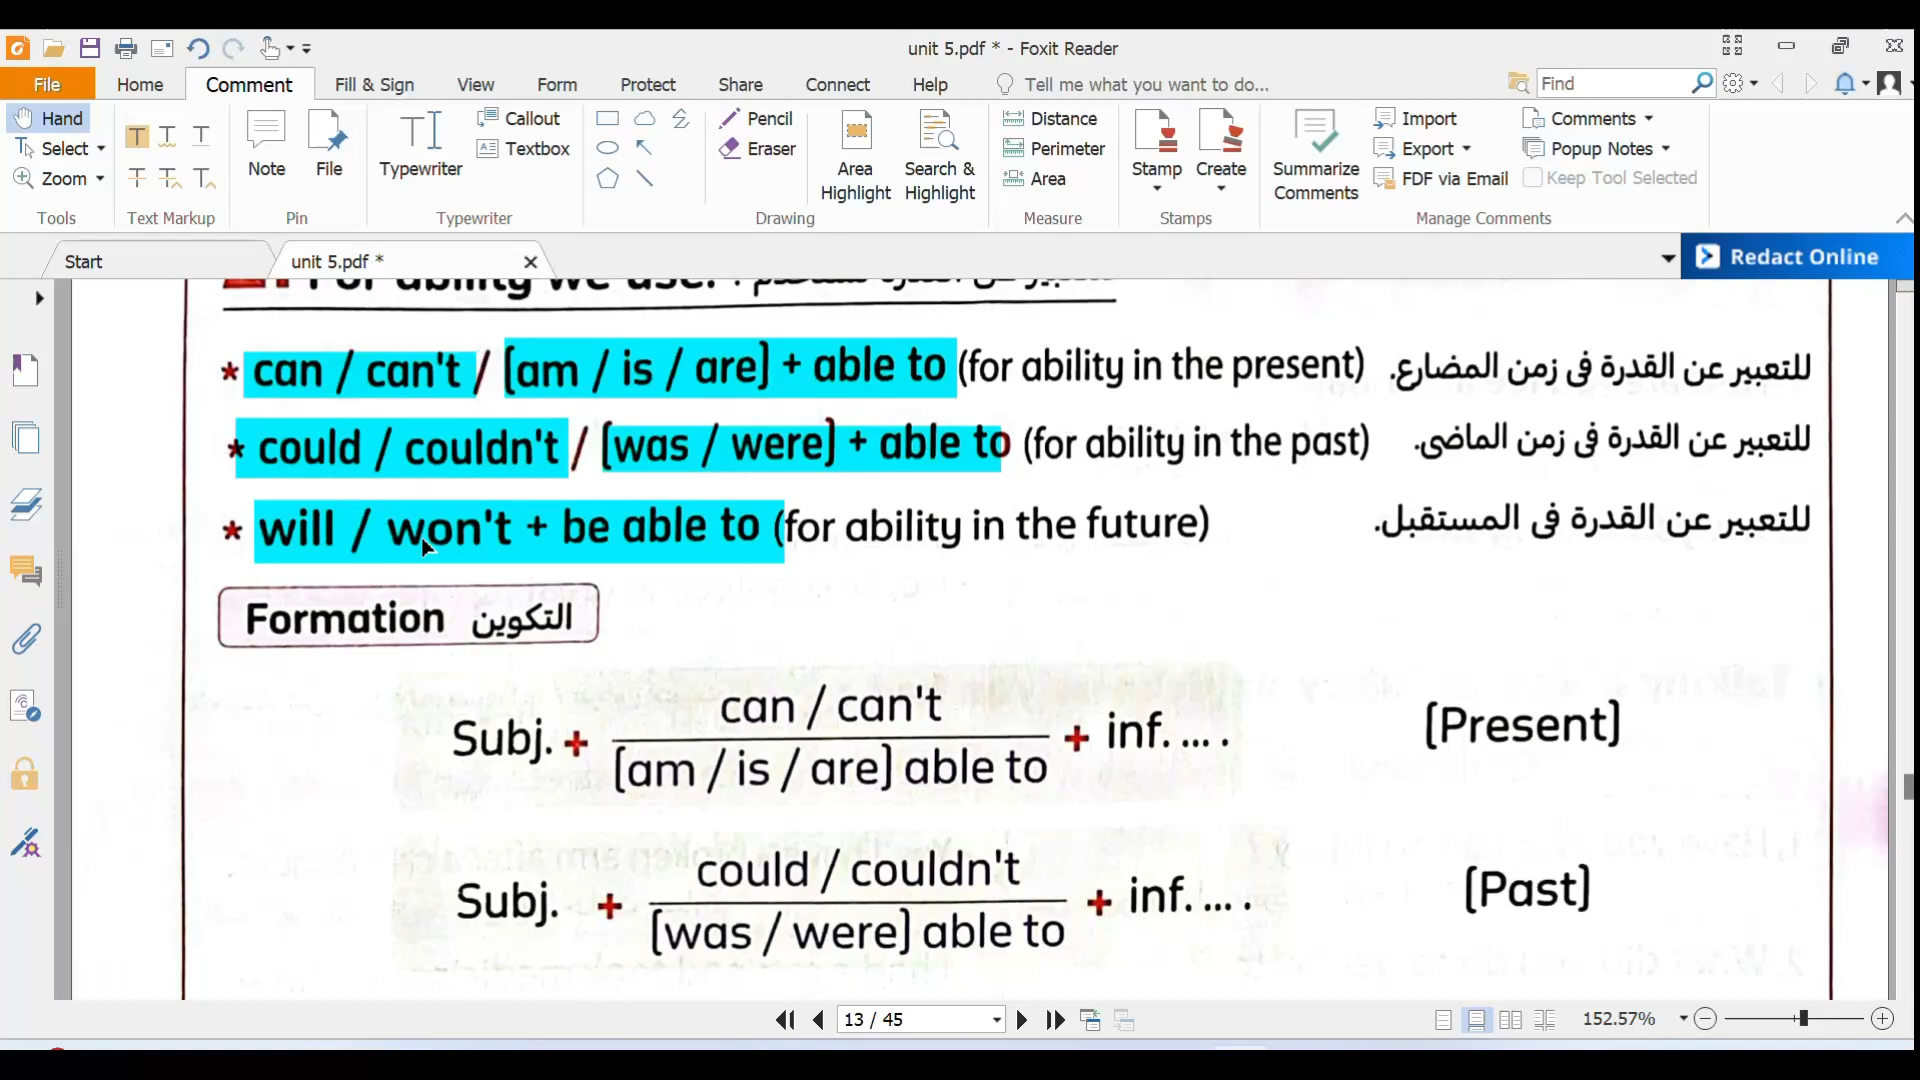 unit 5.pdf * - Foxit Reader
File Home Comment Fill & Sign View Form Protect Share Connect Help Tell me what you want to do... Find
Hand
Select
Zoom
Tools
Text Markup
Note File
Pin
Typewriter
Callout
Textbox
Typewriter
Pencil
Eraser
Area Highlight
Search & Highlight
Drawing
Distance
Perimeter
Area
Measure
Stamp Create
Stamps
Summarize Comments
Import
Export
FDF via Email
Comments
Popup Notes
Keep Tool Selected
Manage Comments
Start unit 5.pdf * Redact Online
For ability we use:
* can / can't / [am / is / are] + able to (for ability in the present) للتعبير عن القدرة فى زمن المضارع.
* could / couldn't / [was / were] + able to (for ability in the past) للتعبير عن القدرة فى زمن الماضى.
* will / won't + be able to (for ability in the future) للتعبير عن القدرة فى المستقبل.
Formation التكوين
Subj. + can / can't
[am / is / are] able to + inf. ... . [Present]
Subj. + could / couldn't
[was / were] able to + inf. ... . [Past]
13 / 45 152.57%